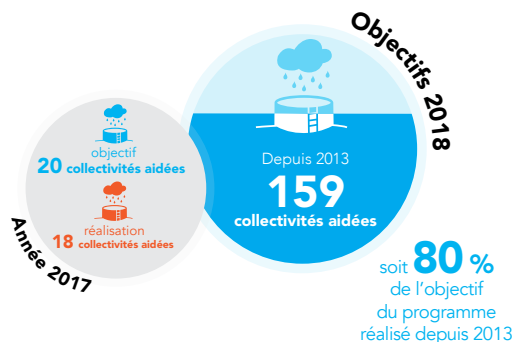 Objectifs 2018
objectif
20 collectivités aidées
réalisation
18 collectivités aidées
Année 2017
Depuis 2013
159
collectivités aidées
soit 80 %
de l'objectif
du programme
réalisé depuis 2013